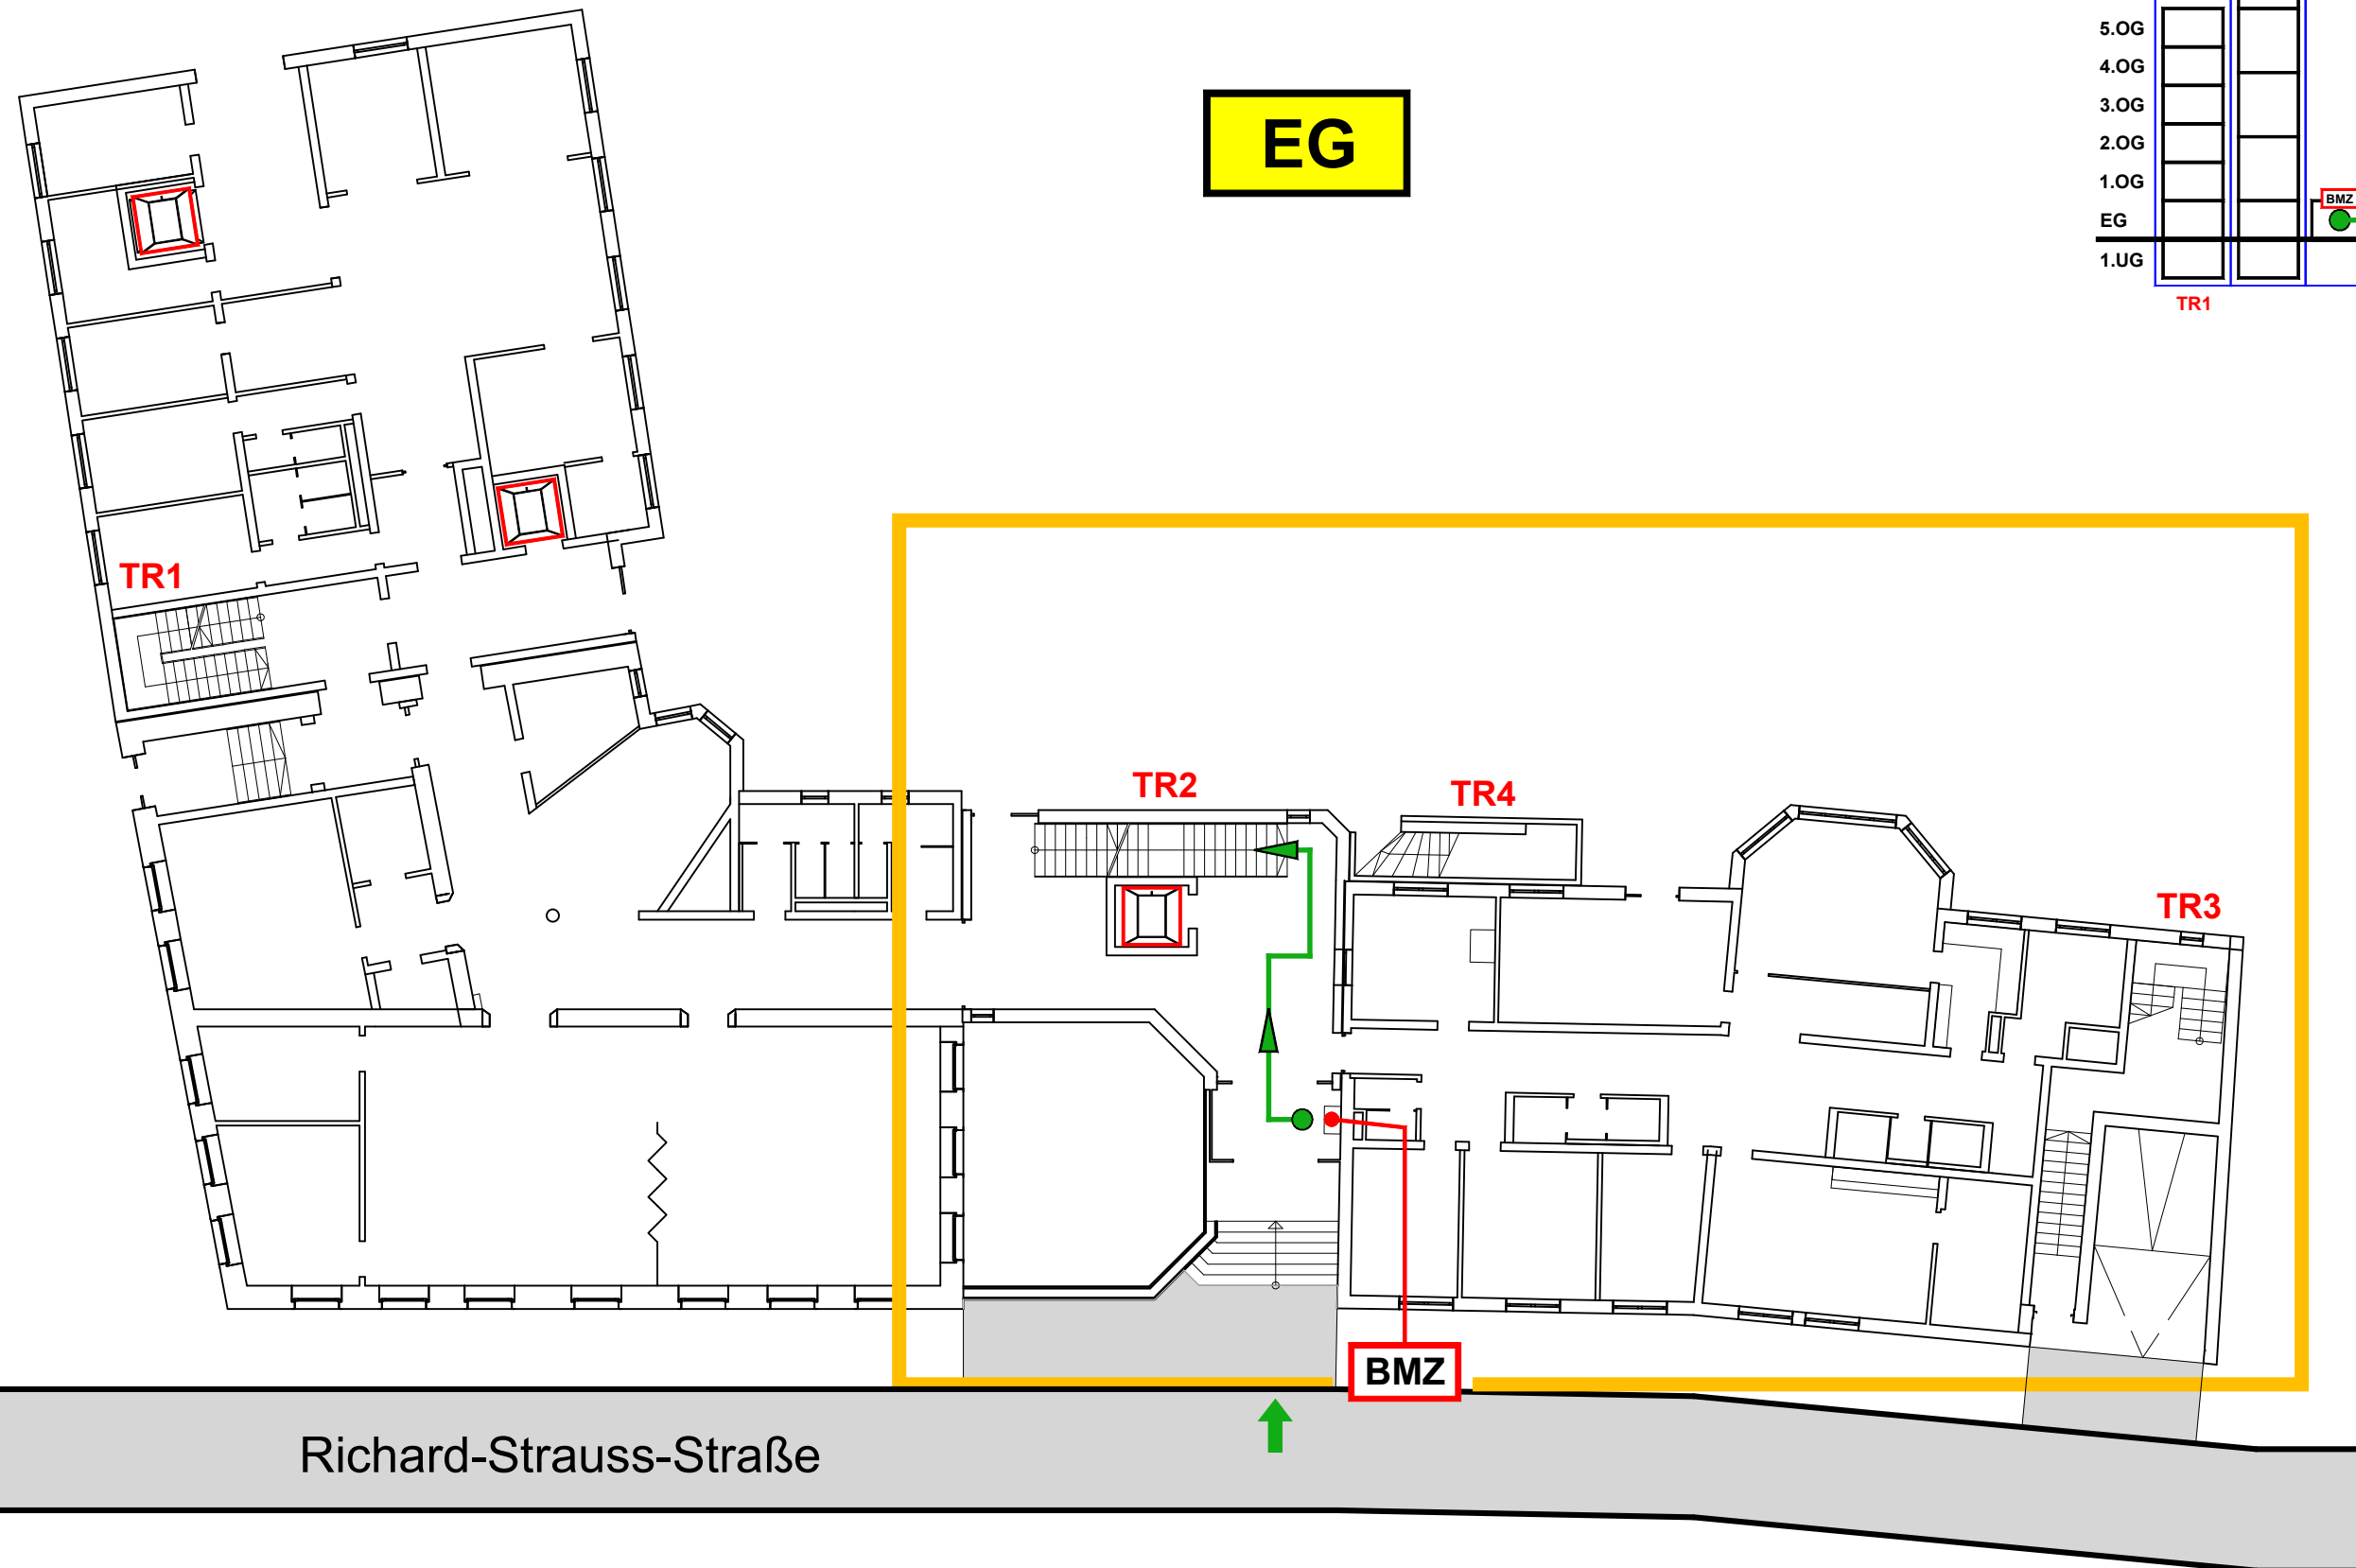 EG
5.OG
4.OG
3.OG
2.OG
1.OG
BMZ
EG
1.UG
TR1
TR1
TR2
TR4
TR3
BMZ
Richard-Strauss-Straße